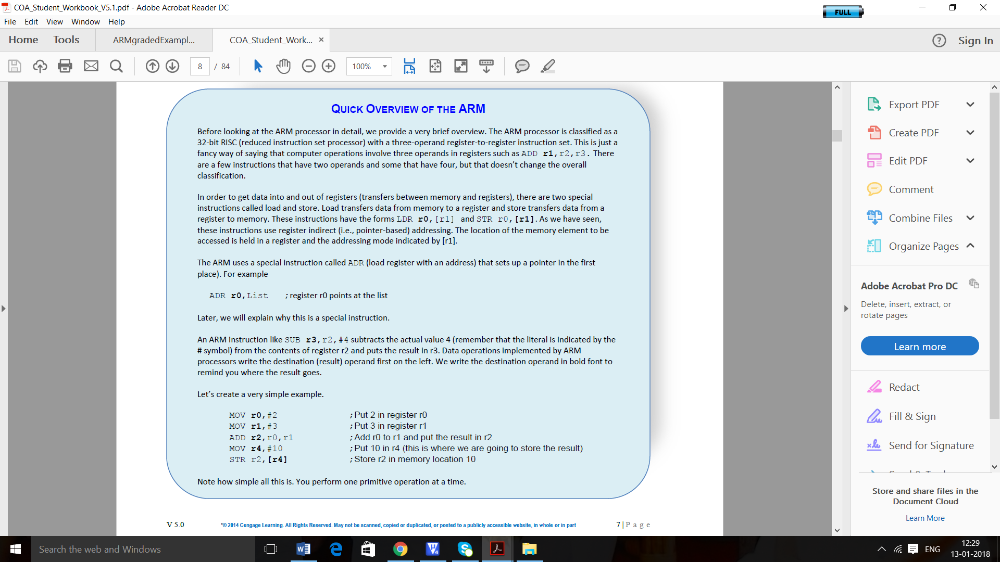 COA_Student_Workbook_V5.1.pdf - Adobe Acrobat Reader DC
FULL
File Edit View Window Help
Home Tools ARMgradedExampl... COA_Student_Work... × ? Sign In
8 / 84 100%
QUICK OVERVIEW OF THE ARM
Before looking at the ARM processor in detail, we provide a very brief overview. The ARM processor is classified as a
32-bit RISC (reduced instruction set processor) with a three-operand register-to-register instruction set. This is just a
fancy way of saying that computer operations involve three operands in registers such as ADD r1,r2,r3. There
are a few instructions that have two operands and some that have four, but that doesn't change the overall
classification.
In order to get data into and out of registers (transfers between memory and registers), there are two special
instructions called load and store. Load transfers data from memory to a register and store transfers data from a
register to memory. These instructions have the forms LDR r0,[r1] and STR r0,[r1]. As we have seen,
these instructions use register indirect (i.e., pointer-based) addressing. The location of the memory element to be
accessed is held in a register and the addressing mode indicated by [r1].
The ARM uses a special instruction called ADR (load register with an address) that sets up a pointer in the first
place). For example
ADR r0,List ;register r0 points at the list
Later, we will explain why this is a special instruction.
An ARM instruction like SUB r3,r2,#4 subtracts the actual value 4 (remember that the literal is indicated by the
# symbol) from the contents of register r2 and puts the result in r3. Data operations implemented by ARM
processors write the destination (result) operand first on the left. We write the destination operand in bold font to
remind you where the result goes.
Let's create a very simple example.
MOV r0,#2 ;Put 2 in register r0
MOV r1,#3 ;Put 3 in register r1
ADD r2,r0,r1 ;Add r0 to r1 and put the result in r2
MOV r4,#10 ;Put 10 in r4 (this is where we are going to store the result)
STR r2,[r4] ;Store r2 in memory location 10
Note how simple all this is. You perform one primitive operation at a time.
V 5.0 "© 2014 Cengage Learning. All Rights Reserved. May not be scanned, copied or duplicated, or posted to a publicly accessible website, in whole or in part 7 | P a g e
Export PDF
Create PDF
Edit PDF
Comment
Combine Files
Organize Pages
Adobe Acrobat Pro DC
Delete, insert, extract, or
rotate pages
Learn more
Redact
Fill & Sign
Send for Signature
Store and share files in the
Document Cloud
Learn More
Search the web and Windows
ENG
12:29
13-01-2018